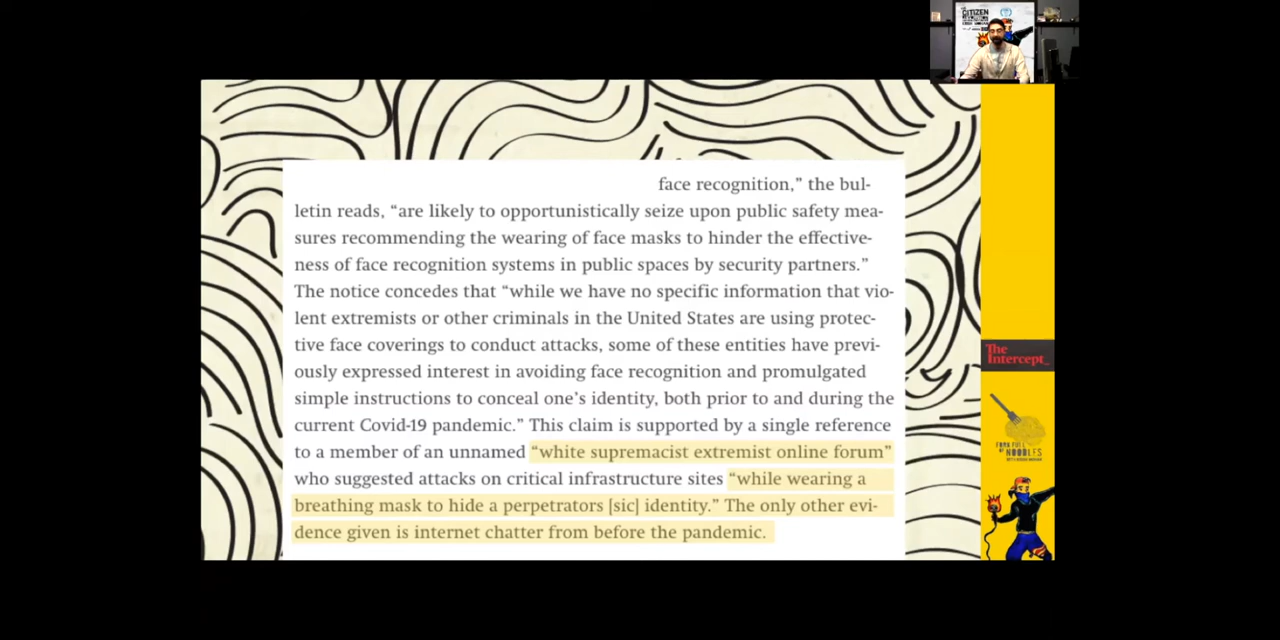 CITIZEN
face recognition,” the bul-
letin reads, “are likely to opportunistically seize upon public safety mea-
sures recommending the wearing of face masks to hinder the effective-
ness of face recognition systems in public spaces by security partners.”
The notice concedes that “while we have no specific information that vio-
lent extremists or other criminals in the United States are using protec-
tive face coverings to conduct attacks, some of these entities have previ-
ously expressed interest in avoiding face recognition and promulgated
simple instructions to conceal one’s identity, both prior to and during the
current Covid-19 pandemic.” This claim is supported by a single reference
to a member of an unnamed “white supremacist extremist online forum”
who suggested attacks on critical infrastructure sites “while wearing a
breathing mask to hide a perpetrators [sic] identity.” The only other evi-
dence given is internet chatter from before the pandemic.
The
Intercept_
FORK FULL
OF NOODLES